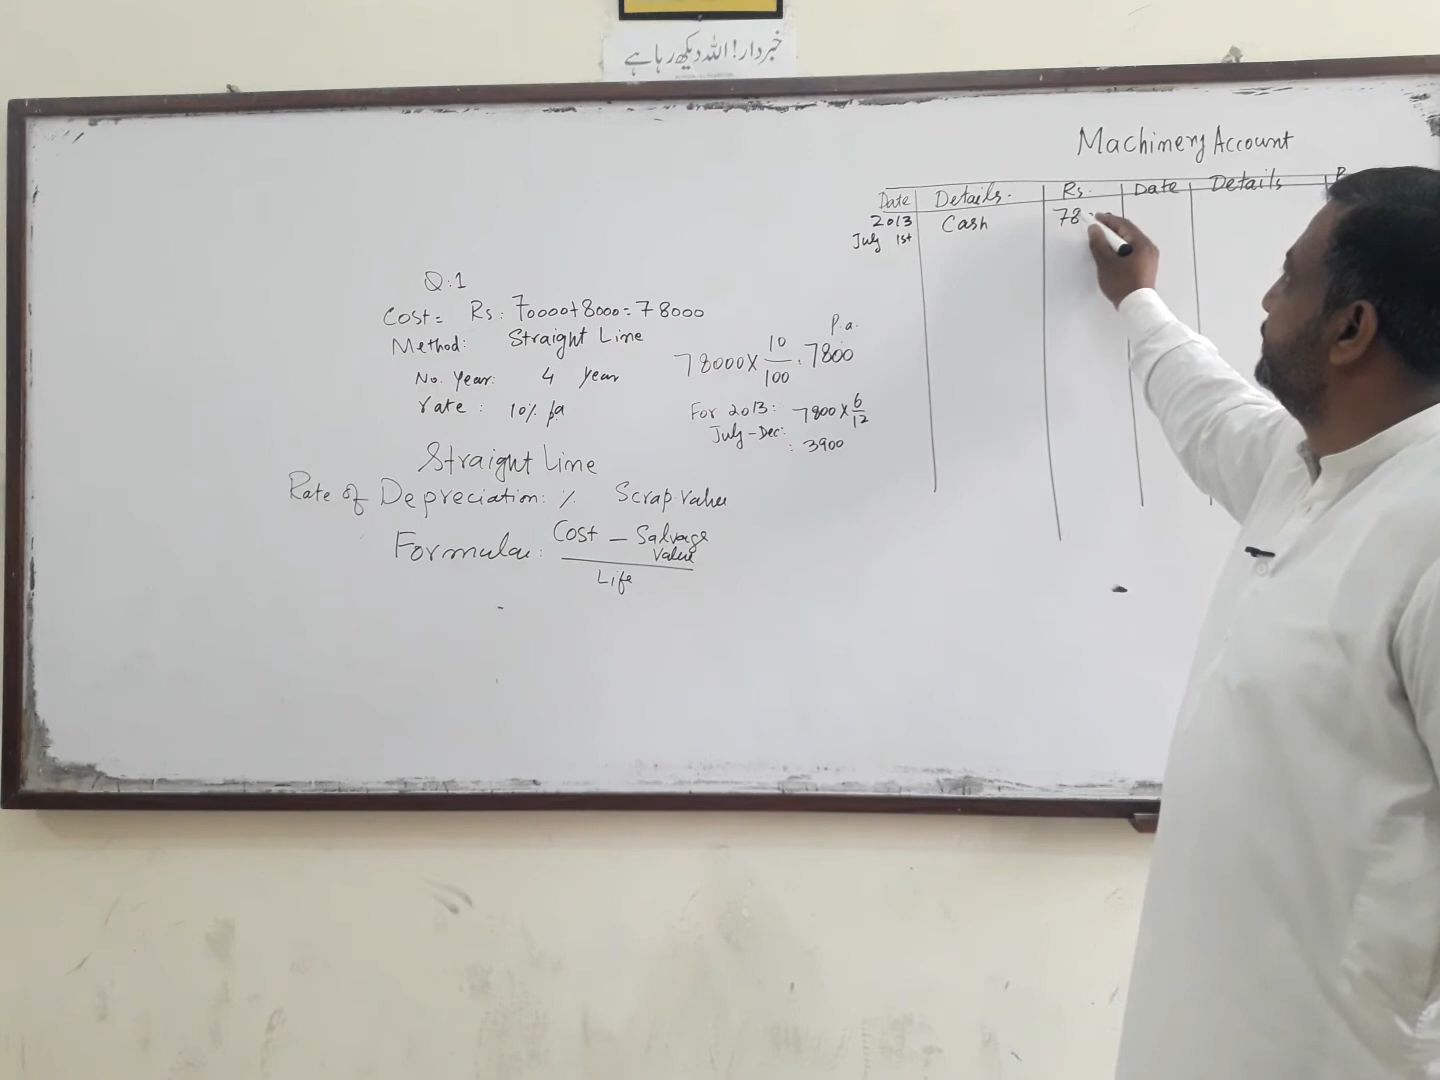 خبردار! اللہ دیکھ رہا ہے
Machinery Account
Date Details. Rs. Date Details
2013 Cash 78
July 1st
Q:1
Cost= Rs: 70000+8000=78000
Method: Straight Line
No. Year: 4 Year
rate: 10% pa
P.a.
78000 X 10/100 : 7800
For 2013: 7800 X 6/12
July-Dec: : 3900
Straight Line
Rate of Depreciation: % Scrap value
Formulae: Cost - Salvage Value
Life